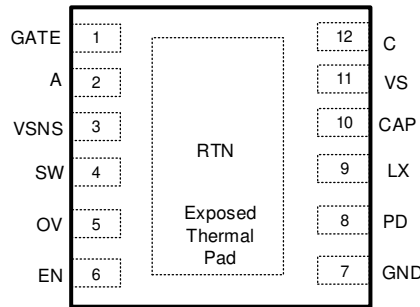 GATE 1
A 2
VSNS 3
SW 4
OV 5
EN 6
RTN
Exposed
Thermal
Pad
12 C
11 VS
10 CAP
9 LX
8 PD
7 GND